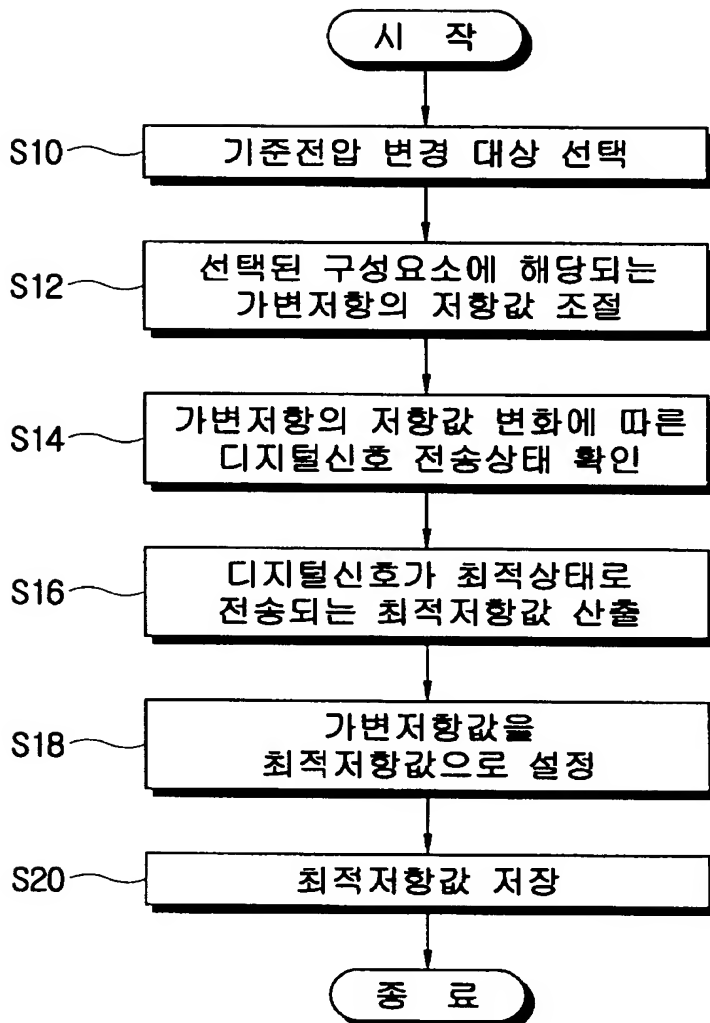 시 작
S10
기준전압 변경 대상 선택
S12
선택된 구성요소에 해당되는
가변저항의 저항값 조절
S14
가변저항의 저항값 변화에 따른
디지털신호 전송상태 확인
S16
디지털신호가 최적상태로
전송되는 최적저항값 산출
S18
가변저항값을
최적저항값으로 설정
S20
최적저항값 저장
종 료